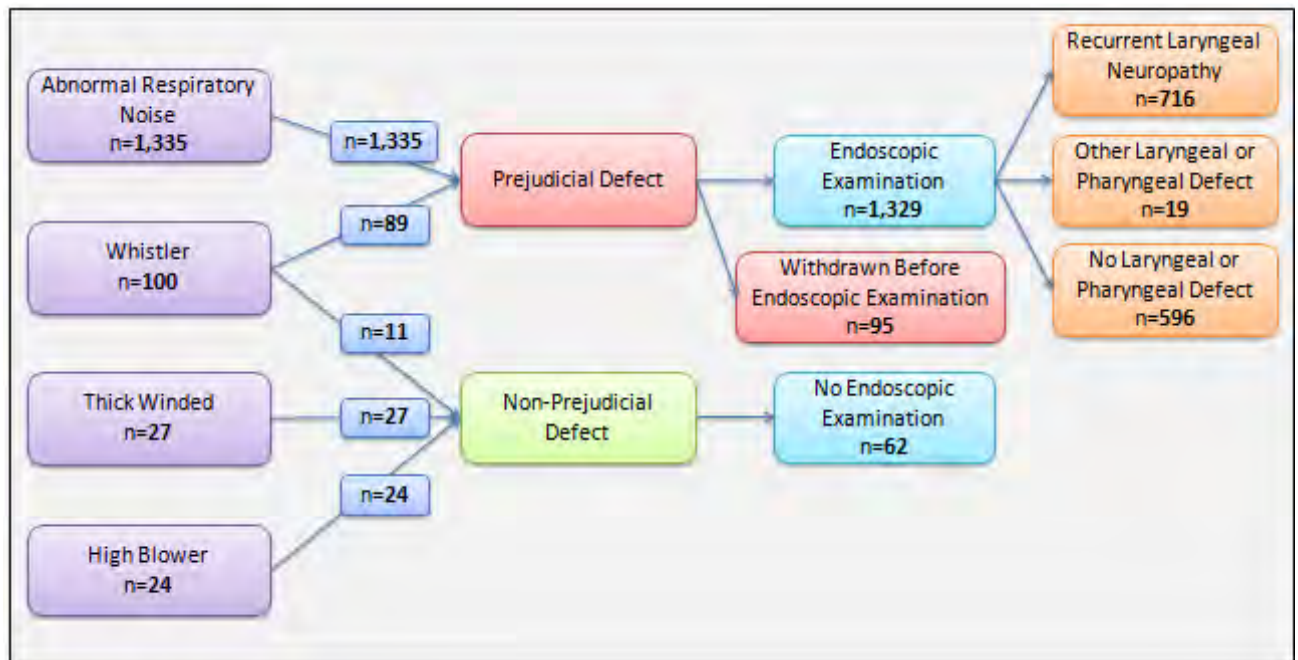 Abnormal Respiratory
Noise
n=1,335
Whistler
n=100
Thick Winded
n=27
High Blower
n=24
n=1,335
n=89
n=11
n=27
n=24
Prejudicial Defect
Non-Prejudicial
Defect
Endoscopic
Examination
n=1,329
Withdrawn Before
Endoscopic Examination
n=95
No Endoscopic
Examination
n=62
Recurrent Laryngeal
Neuropathy
n=716
Other Laryngeal or
Pharyngeal Defect
n=19
No Laryngeal or
Pharyngeal Defect
n=596